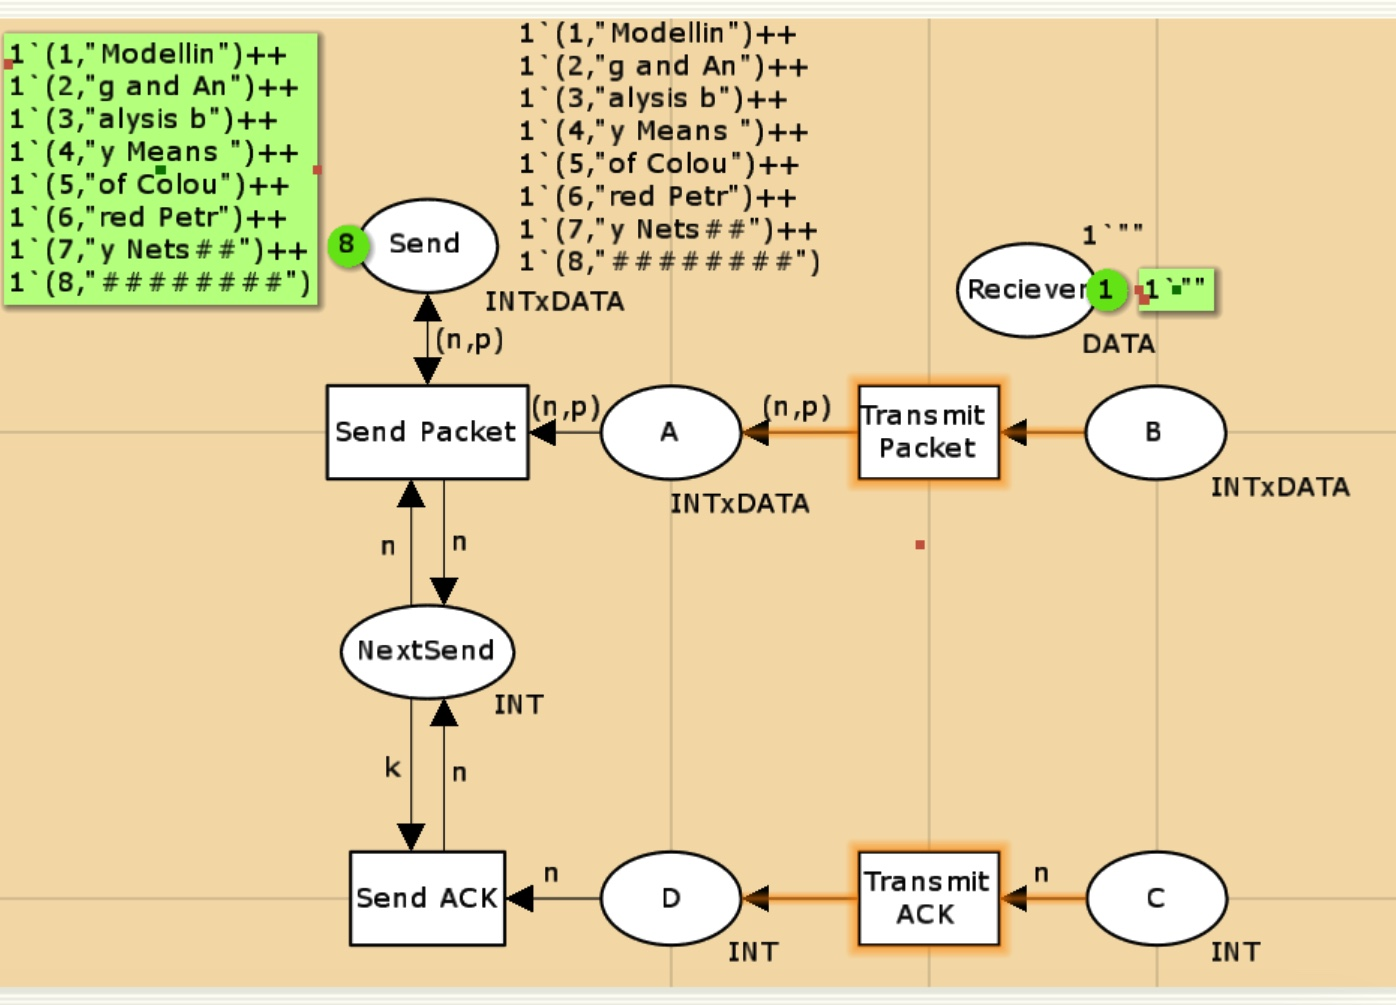 1`(1,"Modellin")++
1`(2,"g and An")++
1`(3,"alysis b")++
1`(4,"y Means ")++
1`(5,"of Colou")++
1`(6,"red Petr")++
1`(7,"y Nets##")++
1`(8,"########")
1`(1,"Modellin")++
1`(2,"g and An")++
1`(3,"alysis b")++
1`(4,"y Means ")++
1`(5,"of Colou")++
1`(6,"red Petr")++
1`(7,"y Nets##")++
1`(8,"########")
8
Send
INTxDATA
1`""
Reciever
1
1`""
DATA
(n,p)
Send Packet
(n,p)
A
INTxDATA
(n,p)
Transmit
Packet
B
INTxDATA
n
n
NextSend
INT
k
n
Send ACK
n
D
INT
Transmit
ACK
n
C
INT